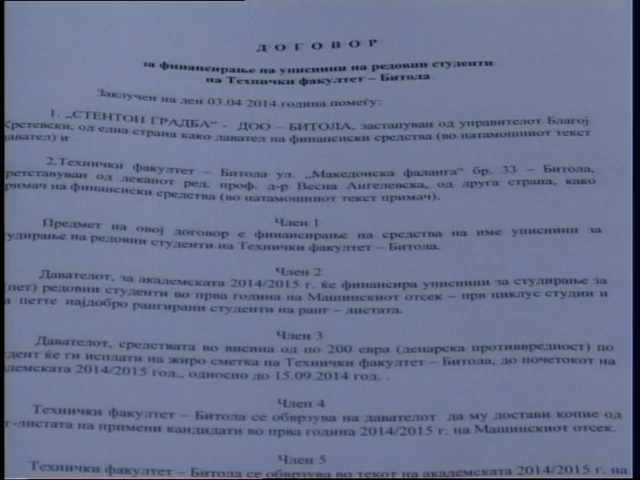 ДОГОВОР
за финансирање на уписнини на редовни студенти
на Технички факултет – Битола
Заклучен на ден 03.04 2014 година помеѓу:
1. „СТЕНТОН ГРАДБА“ - ДОО – БИТОЛА, застапуван од управителот Благој
Крстевски, од една страна како давател на финансиски средства (во натамошниот текст
давател) и
2.Технички факултет – Битола ул. „Македонска фаланга“ бр. 33 – Битола,
ретставуван од деканот ред. проф. д-р Весна Ангелевска, од друга страна, како
римач на финансиски средства (во натамошниот текст примач).
Член 1
Предмет на овој договор е финансирање на средства на име уписнини за
тудирање на редовни студенти на Технички факултет – Битола.
Член 2
Давателот, за академската 2014/2015 г. ќе финансира уписнини за студирање за
(пет) редовни студенти во прва година на Машинскиот отсек – прв циклус студии и
а петте најдобро рангирани студенти на ранг – листата.
Член 3
Давателот, средствата во висина од по 200 евра (денарска противвредност) по
дент ќе ги исплати на жиро сметка на Технички факултет – Битола, до почетокот на
демската 2014/2015 год., односно до 15.09.2014 год. .
Член 4
Технички факултет – Битола се обврзува на давателот да му достави копие од
г-листата на примени кандидати во прва година 2014/2015 г. на Машинскиот отсек.
Член 5
Технички факултет – Битола се обврзува во текот на академската 2014/2015 г. на